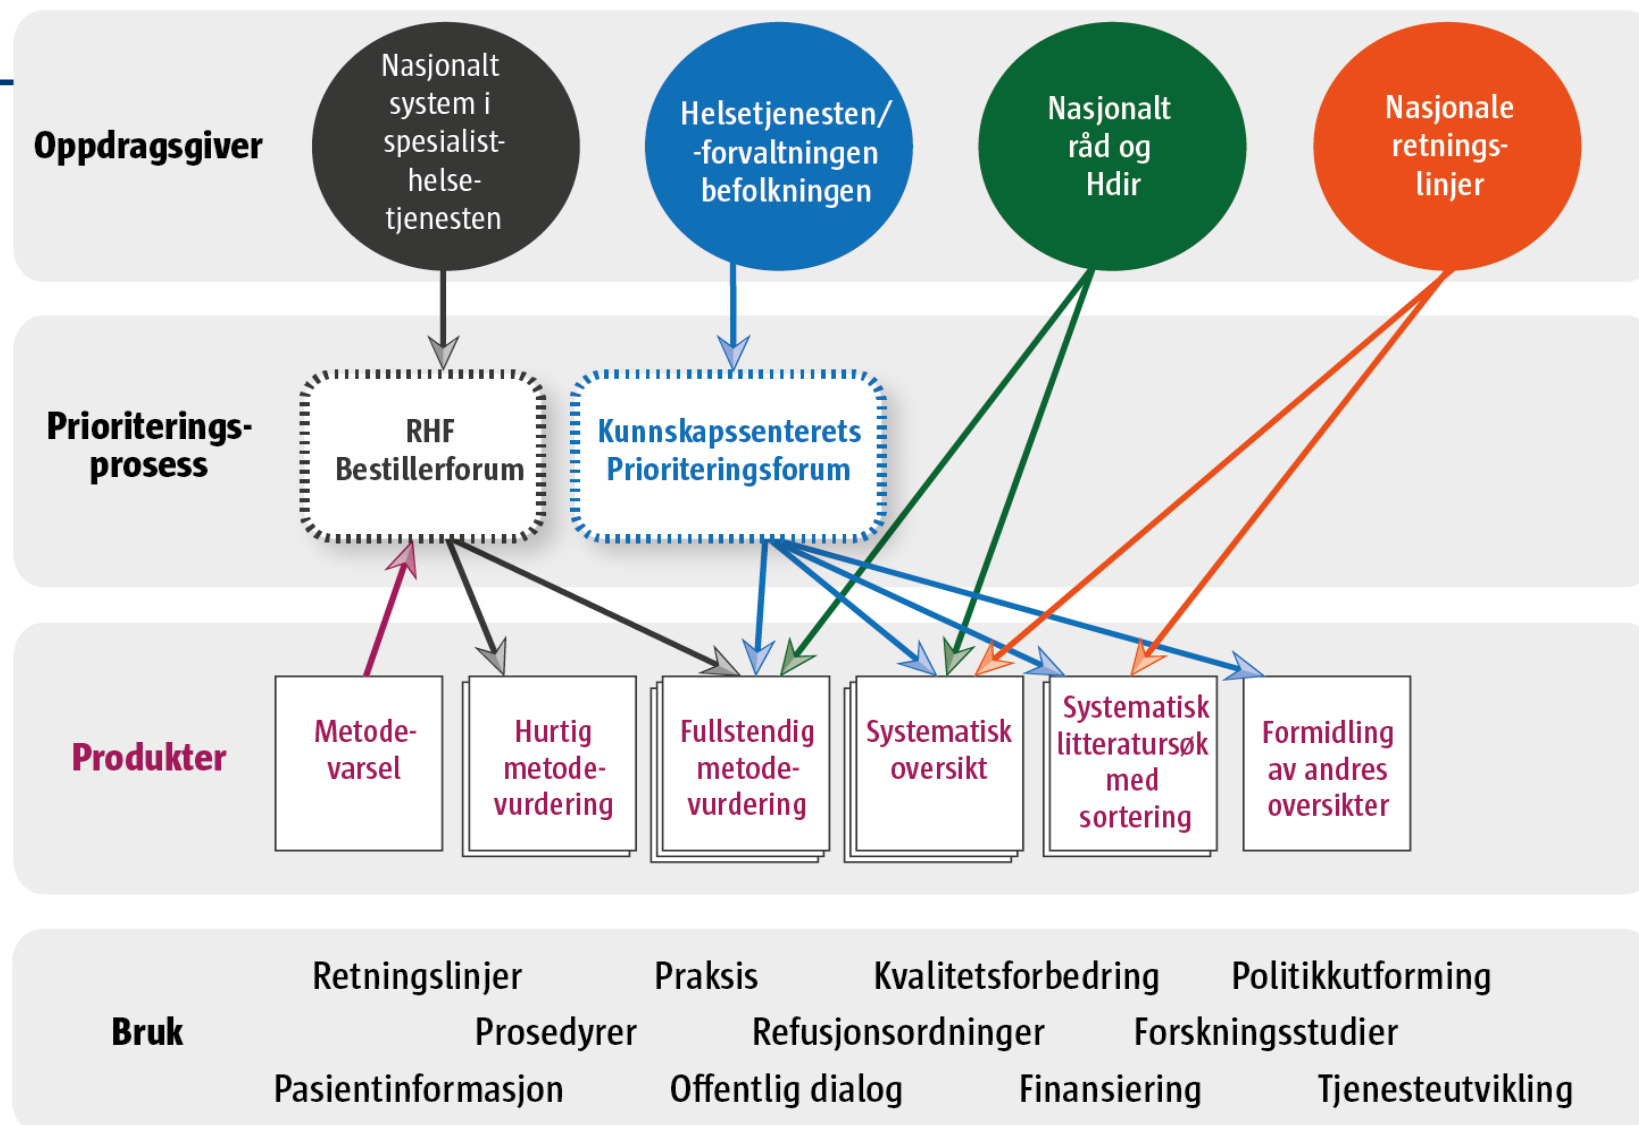 Oppdragsgiver
Nasjonalt
system i
spesialist-
helse-
tjenesten
Helsetjenesten/
-forvaltningen
befolkningen
Nasjonalt
råd og
Hdir
Nasjonale
retnings-
linjer
Prioriterings-
prosess
RHF
Bestillerforum
Kunnskapssenterets
Prioriteringsforum
Produkter
Metode-
varsel
Hurtig
metode-
vurdering
Fullstendig
metode-
vurdering
Systematisk
oversikt
Systematisk
litteratursøk
med
sortering
Formidling
av andres
oversikter
Bruk
Retningslinjer Praksis Kvalitetsforbedring Politikkutforming
Prosedyrer Refusjonsordninger Forskningsstudier
Pasientinformasjon Offentlig dialog Finansiering Tjenesteutvikling